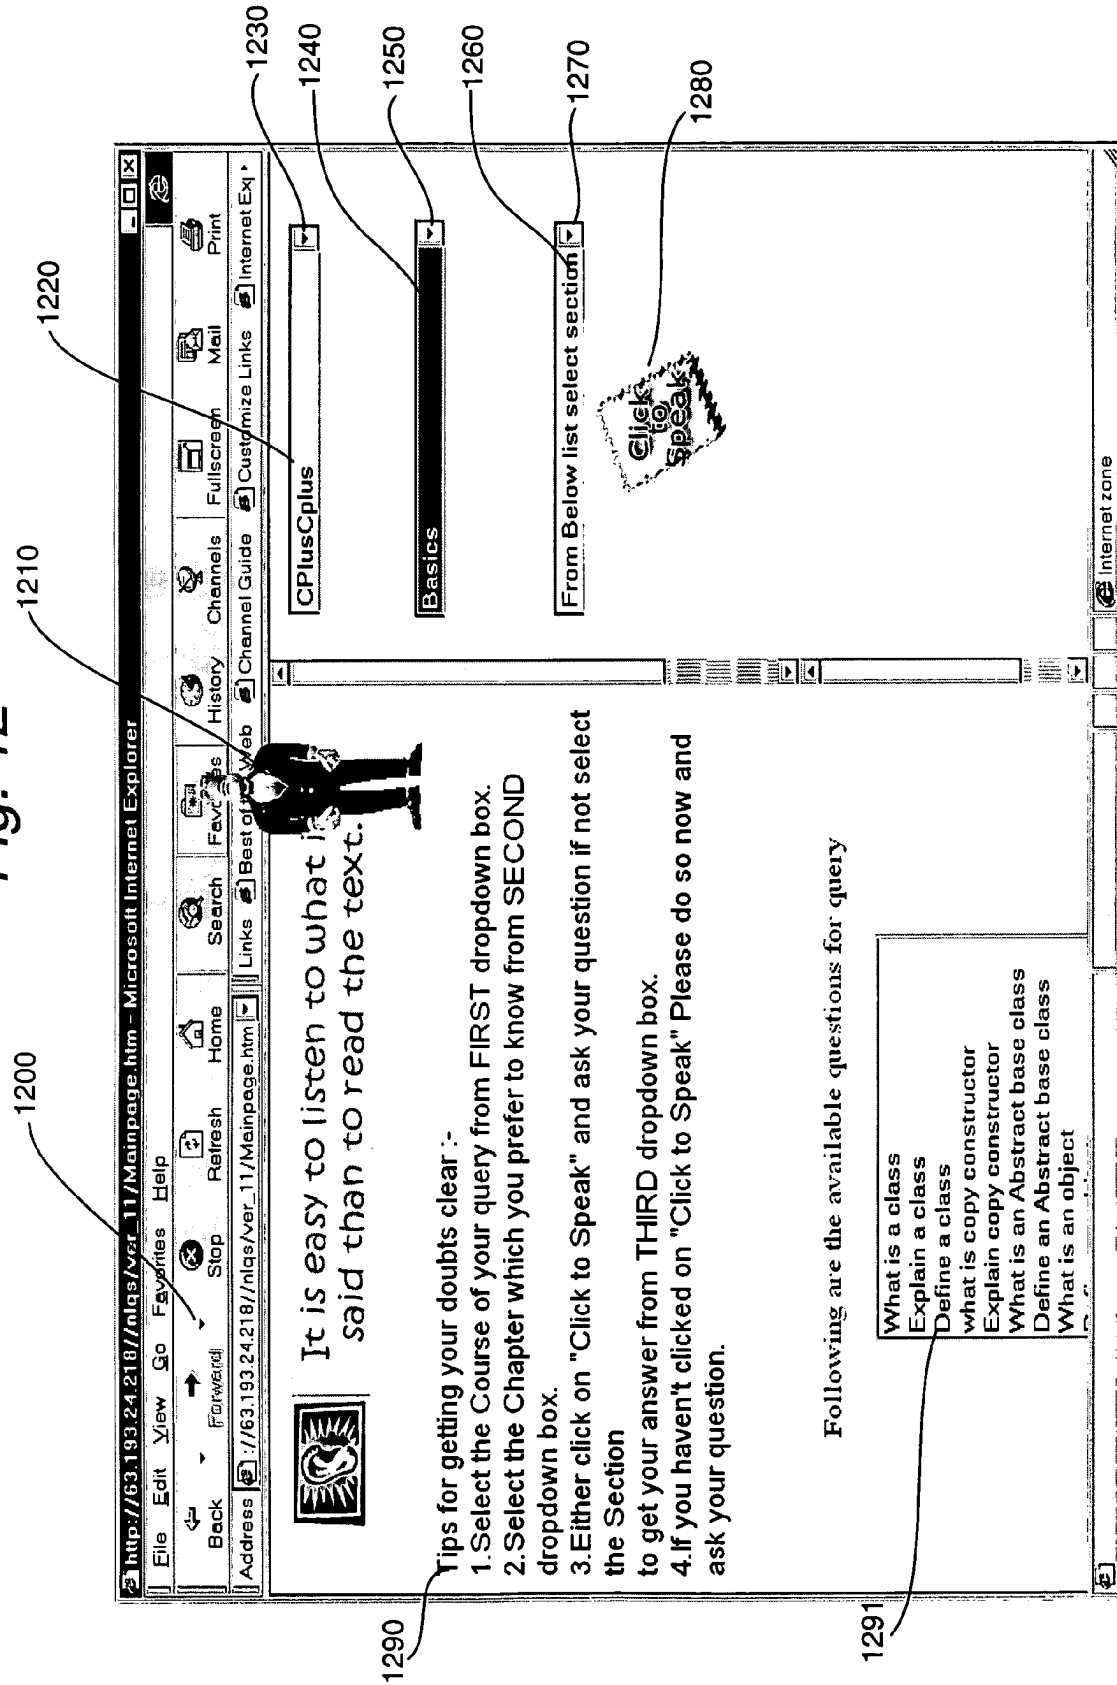 Fig. 12
1200
1210
1220
1230
1240
1250
1260
1270
1280
1290
1291
http://63.193.24.218//nlqs/ver_11/Mainpage.htm - Microsoft Internet Explorer
File Edit View Go Favorites Help
Back Forward Stop Refresh Home Search Favorites History Channels Fullscreen Mail Print
Address ://63.193.24.218//nlqs/ver_11/Mainpage.htm Links Best of Web Channel Guide Customize Links Internet Exp
It is easy to listen to what i
said than to read the text.
CPlusCplus
Basics
From Below list select section
Click
to
Speak
Tips for getting your doubts clear :-
1.Select the Course of your query from FIRST dropdown box.
2.Select the Chapter which you prefer to know from SECOND
dropdown box.
3.Either click on "Click to Speak" and ask your question if not select
the Section
to get your answer from THIRD dropdown box.
4.If you haven't clicked on "Click to Speak" Please do so now and
ask your question.
Following are the available questions for query
What is a class
Explain a class
Define a class
what is copy constructor
Explain copy constructor
What is an Abstract base class
Define an Abstract base class
What is an object
Internet zone